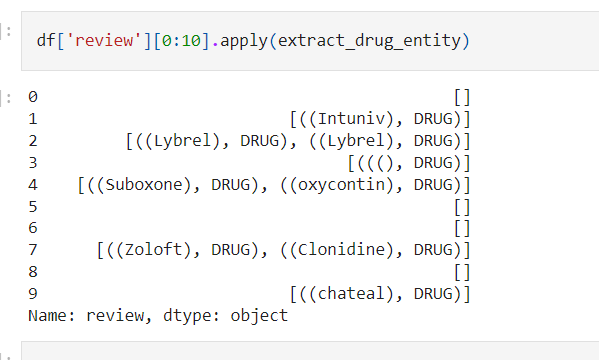 ]:
df['review'][0:10].apply(extract_drug_entity)
]:
0 []
1 [((Intuniv), DRUG)]
2 [((Lybrel), DRUG), ((Lybrel), DRUG)]
3 [(((), DRUG)]
4 [((Suboxone), DRUG), ((oxycontin), DRUG)]
5 []
6 []
7 [((Zoloft), DRUG), ((Clonidine), DRUG)]
8 []
9 [((chateal), DRUG)]
Name: review, dtype: object